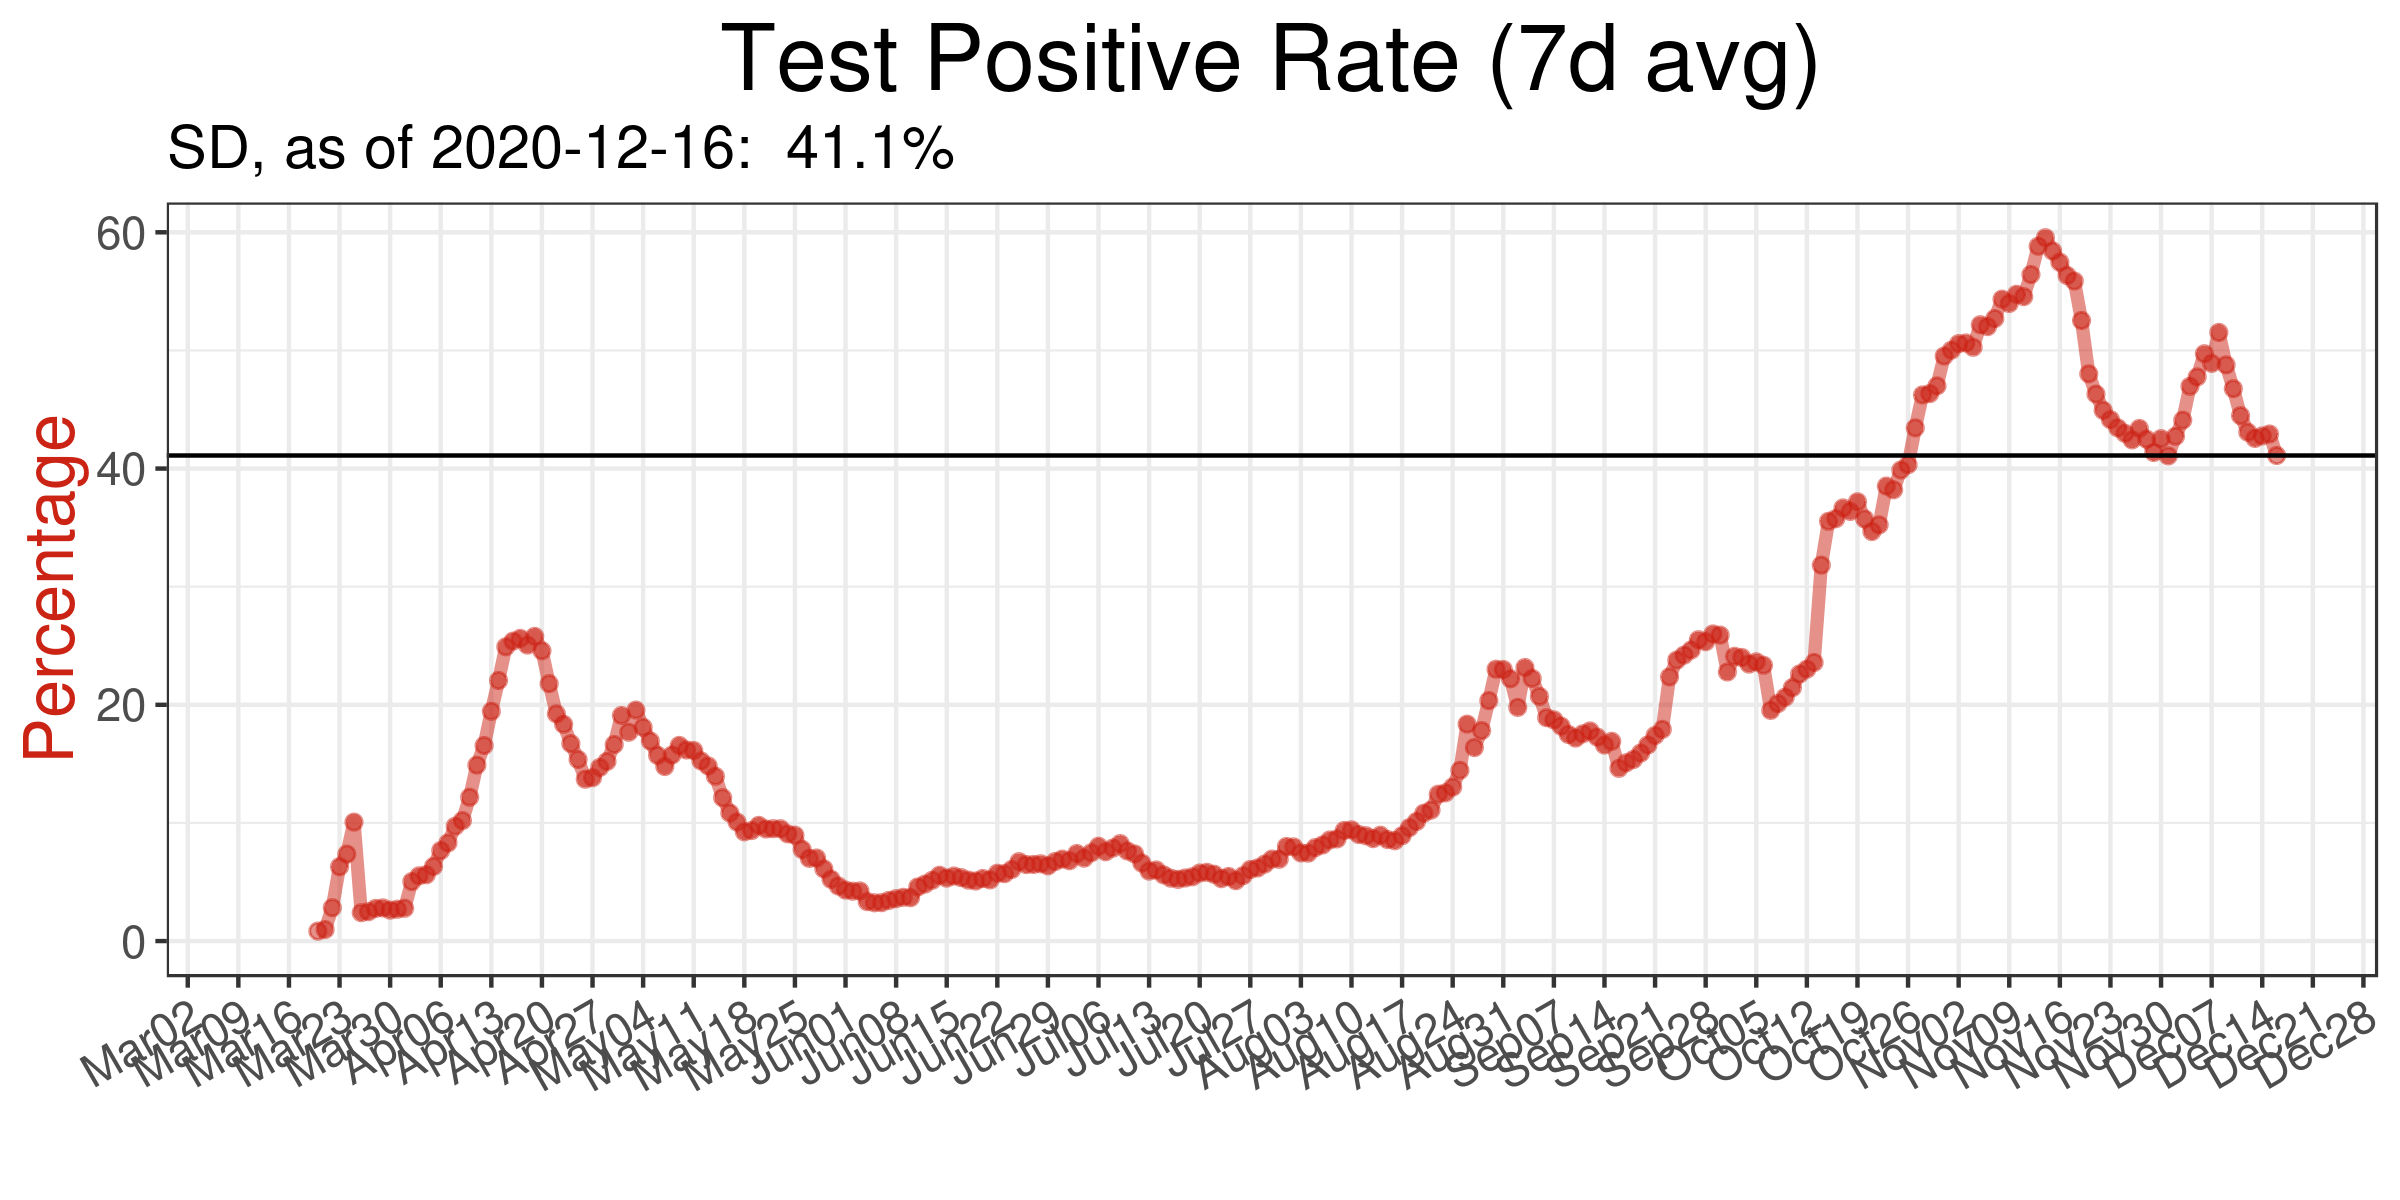 Test Positive Rate (7d avg)
SD, as of 2020-12-16:  41.1%
Percentage
60
40
20
0
Mar02
Mar09
Mar16
Mar23
Mar30
Apr06
Apr13
Apr20
Apr27
May04
May11
May18
May25
Jun01
Jun08
Jun15
Jun22
Jun29
Jul06
Jul13
Jul20
Jul27
Aug03
Aug10
Aug17
Aug24
Aug31
Sep07
Sep14
Sep21
Sep28
Oct05
Oct12
Oct19
Oct26
Nov02
Nov09
Nov16
Nov23
Nov30
Dec07
Dec14
Dec21
Dec28